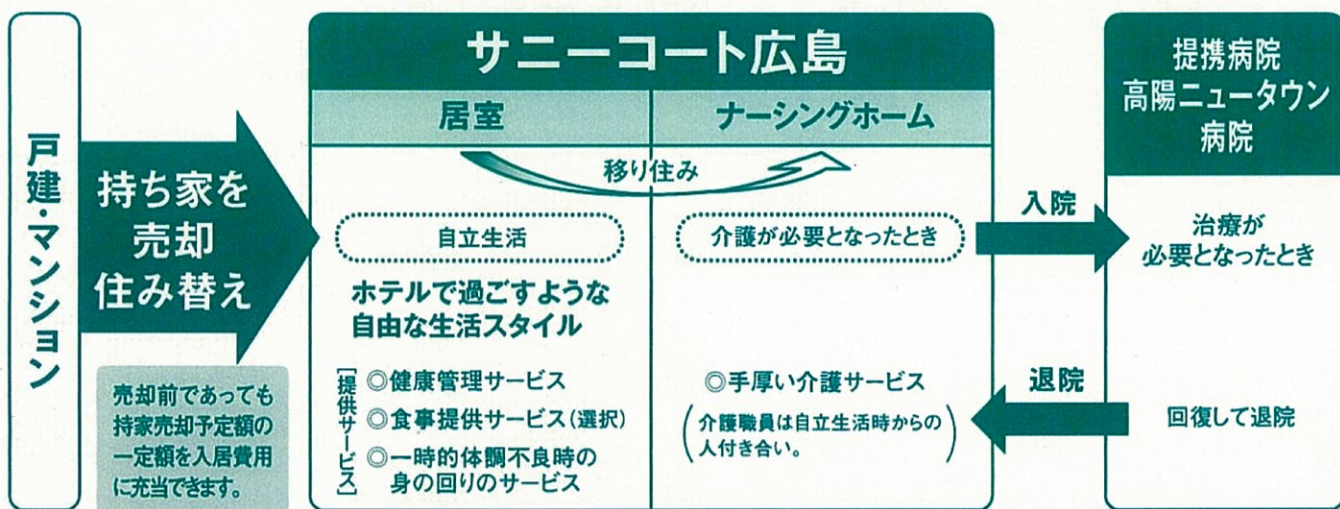 戸建・マンション
持ち家を
売却
住み替え
売却前であっても
持家売却予定額の
一定額を入居費用
に充当できます。
サニーコート広島
居室
ナーシングホーム
移り住み
自立生活
介護が必要となったとき
ホテルで過ごすような
自由な生活スタイル
[提供サービス]
◎健康管理サービス
◎食事提供サービス(選択)
◎一時的体調不良時の
身の回りのサービス
◎手厚い介護サービス
(介護職員は自立生活時からの
人付き合い。)
入院
退院
提携病院
高陽ニュータウン
病院
治療が
必要となったとき
回復して退院